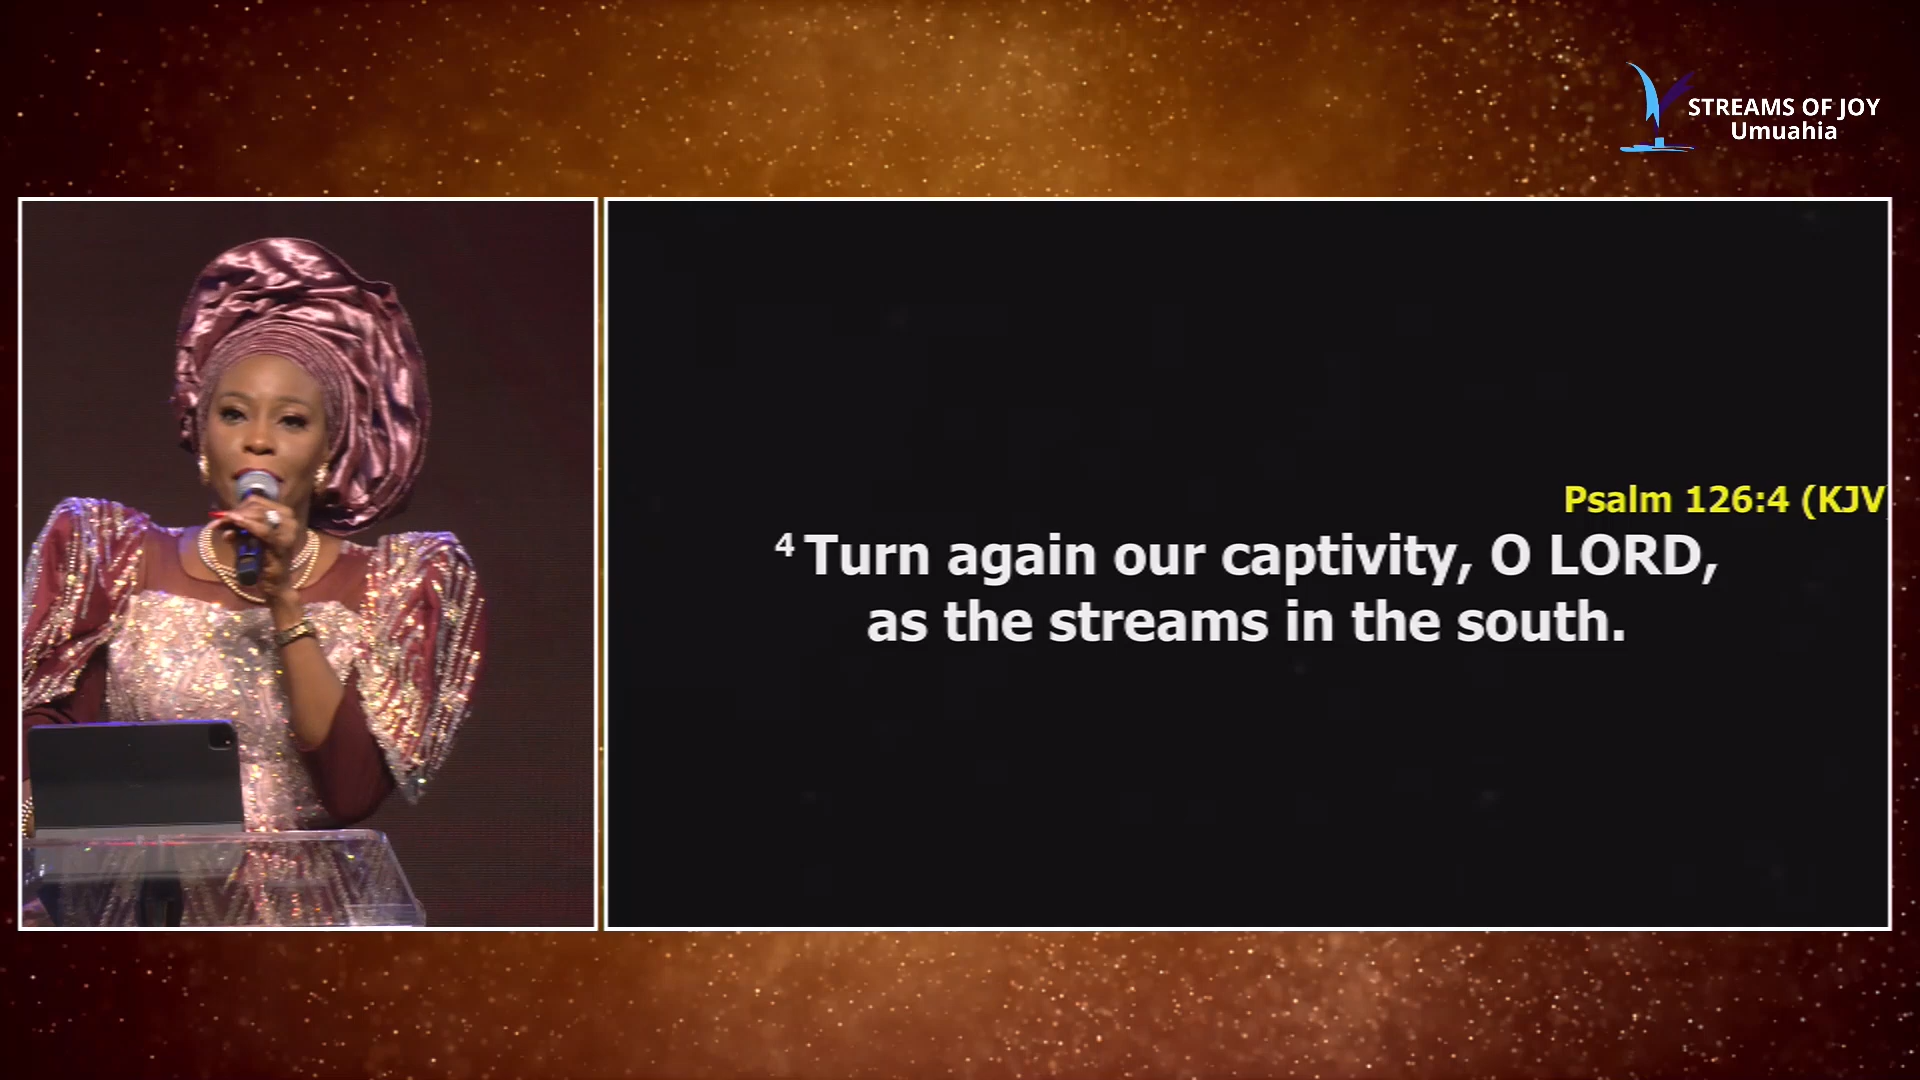 STREAMS OF JOY
Umuahia
Psalm 126:4 (KJV
4 Turn again our captivity, O LORD,
as the streams in the south.